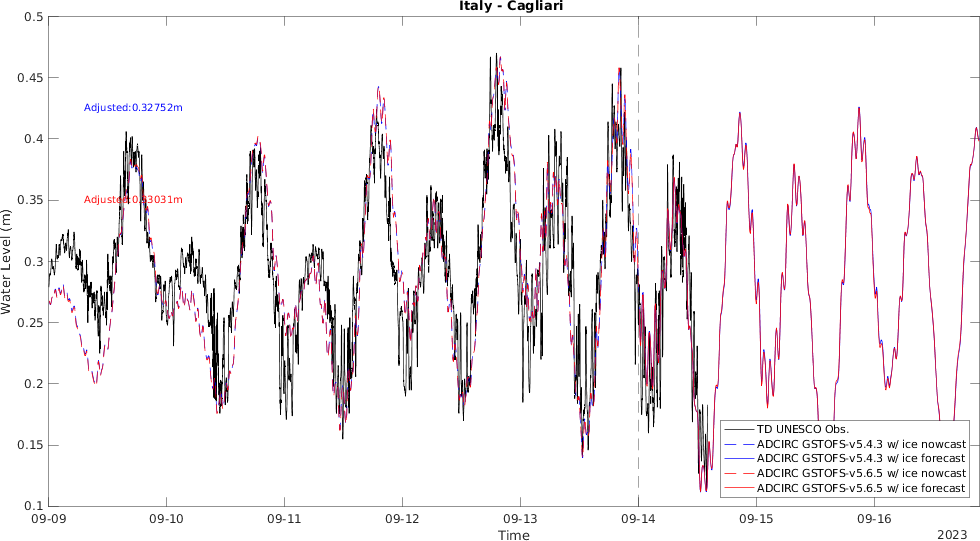 Italy - Cagliari
0.5
0.45
0.4
0.35
0.3
0.25
0.2
0.15
0.1
Water Level (m)
Adjusted:0.32752m
Adjusted:0.33031m
TD UNESCO Obs.
ADCIRC GSTOFS-v5.4.3 w/ ice nowcast
ADCIRC GSTOFS-v5.4.3 w/ ice forecast
ADCIRC GSTOFS-v5.6.5 w/ ice nowcast
ADCIRC GSTOFS-v5.6.5 w/ ice forecast
09-09 09-10 09-11 09-12 09-13 09-14 09-15 09-16
Time
2023